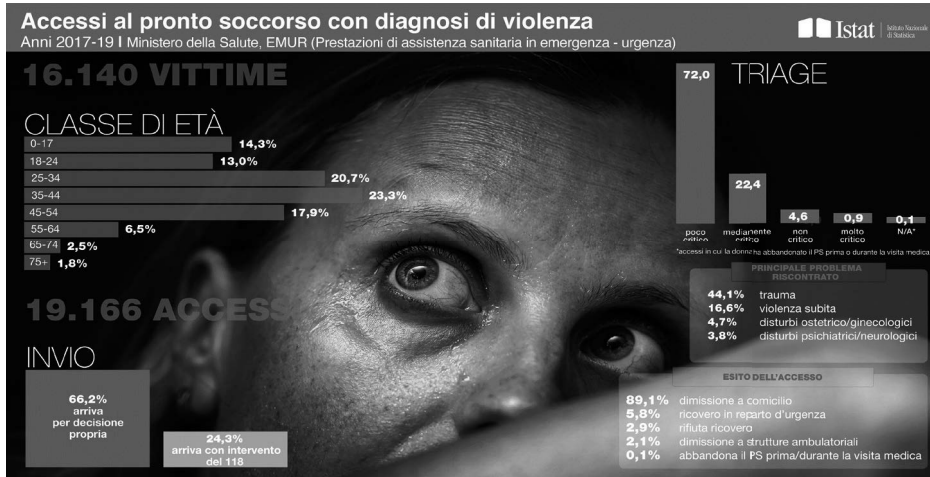 Accessi al pronto soccorso con diagnosi di violenza
Anni 2017-19 I Ministero della Salute, EMUR (Prestazioni di assistenza sanitaria in emergenza - urgenza)
Istat
Istituto Nazionale
di Statistica
16.140 VITTIME
CLASSE DI ETÀ
0-17 14,3%
18-24 13,0%
25-34 20,7%
35-44 23,3%
45-54 17,9%
55-64 6,5%
65-74 2,5%
75+ 1,8%
19.166 ACCESS
INVIO
66,2%
arriva
per decisione
propria
24,3%
arriva con intervento
del 118
TRIAGE
72,0
22,4
4,6
0,9
0,1
poco critico
mediamente critico
non critico
molto critico
N/A*
*accessi in cui la donna ha abbandonato il PS prima o durante la visita medica
PRINCIPALE PROBLEMA
RISCONTRATO
44,1% trauma
16,6% violenza subita
4,7% disturbi ostetrico/ginecologici
3,8% disturbi psichiatrici/neurologici
ESITO DELL'ACCESSO
89,1% dimissione a comicilio
5,8% ricovero in reparto d'urgenza
2,9% rifiuta ricovero
2,1% dimissione a strutture ambulatoriali
0,1% abbandona il PS prima/durante la visita medica